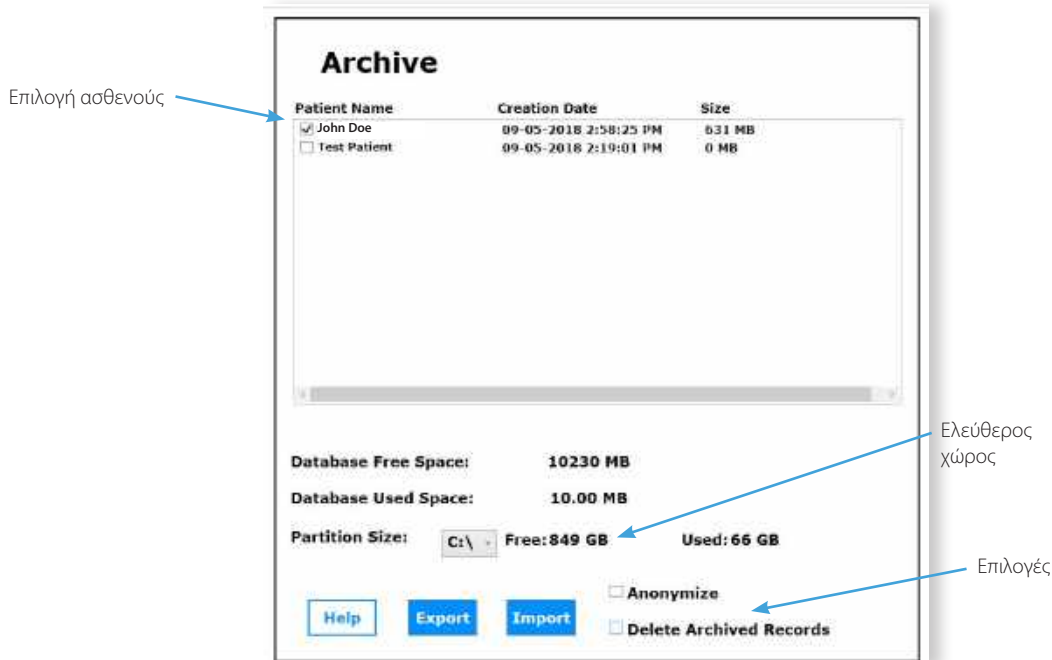 Archive
Επιλογή ασθενούς
Patient Name Creation Date Size
John Doe 09-05-2018 2:58:25 PM 631 MB
Test Patient 09-05-2018 2:19:01 PM 0 MB
Ελεύθερος
χώρος
Database Free Space: 10230 MB
Database Used Space: 10.00 MB
Partition Size: C:\ Free: 849 GB Used: 66 GB
Επιλογές
Anonymize
Help Export Import
Delete Archived Records